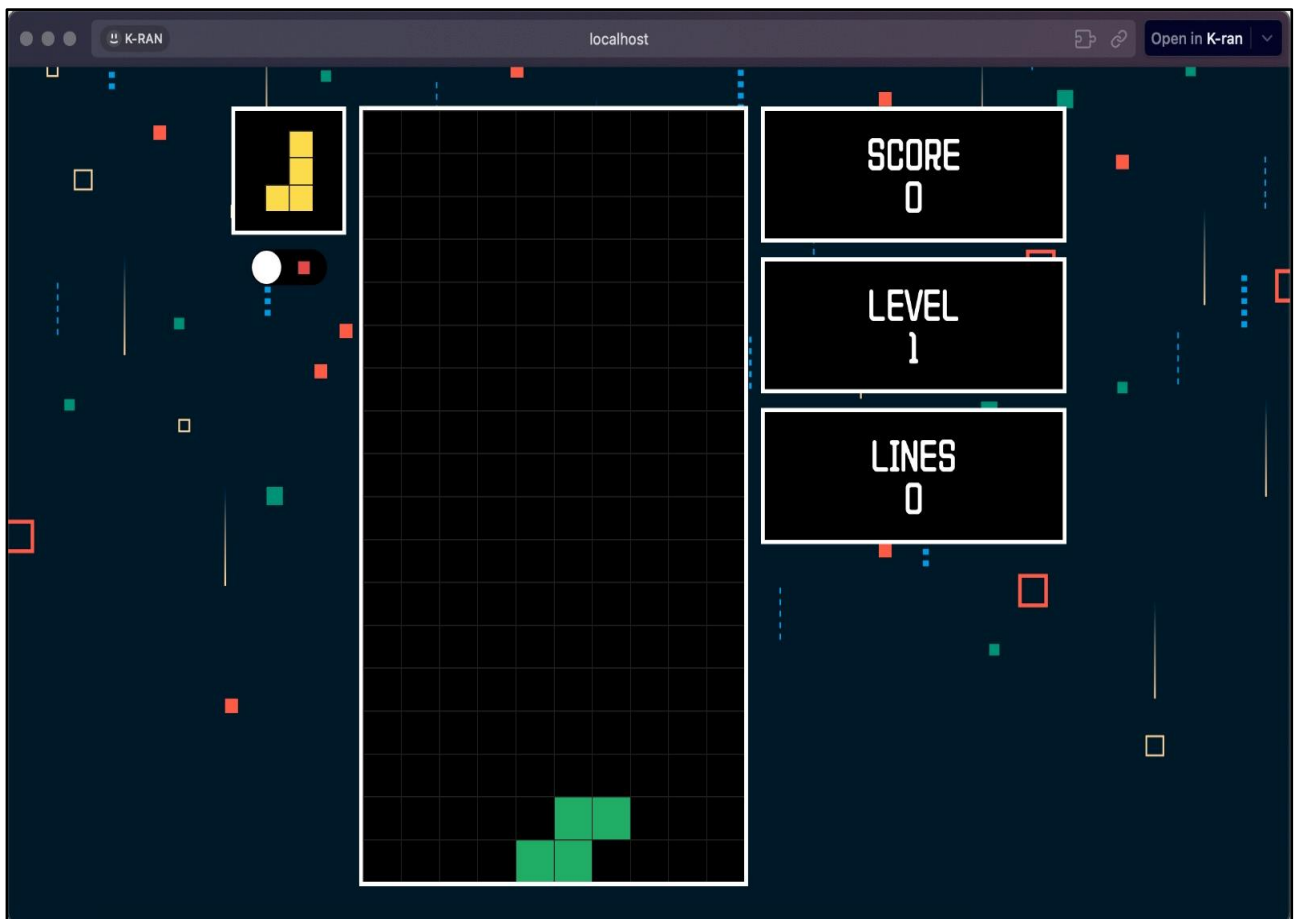 K-RAN
localhost
Open in K-ran
SCORE
0
LEVEL
1
LINES
0